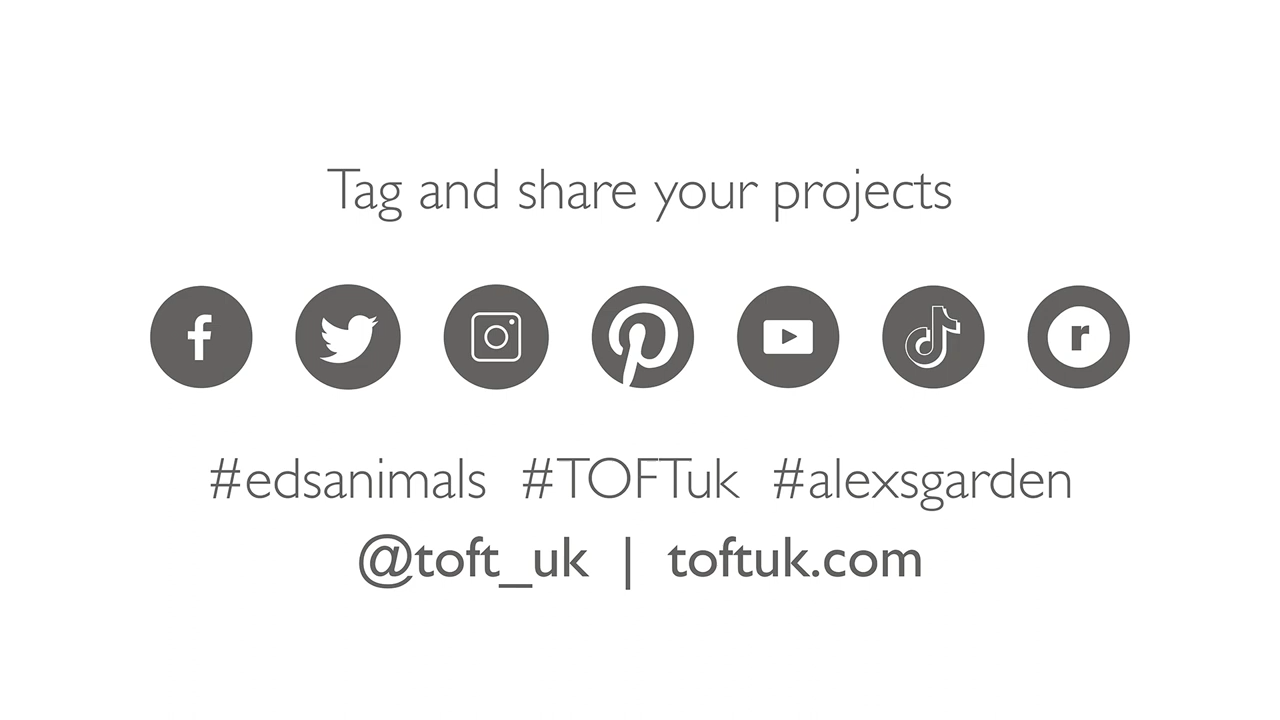 Tag and share your projects
#edsanimals #TOFTuk #alexsgarden
@toft_uk | toftuk.com